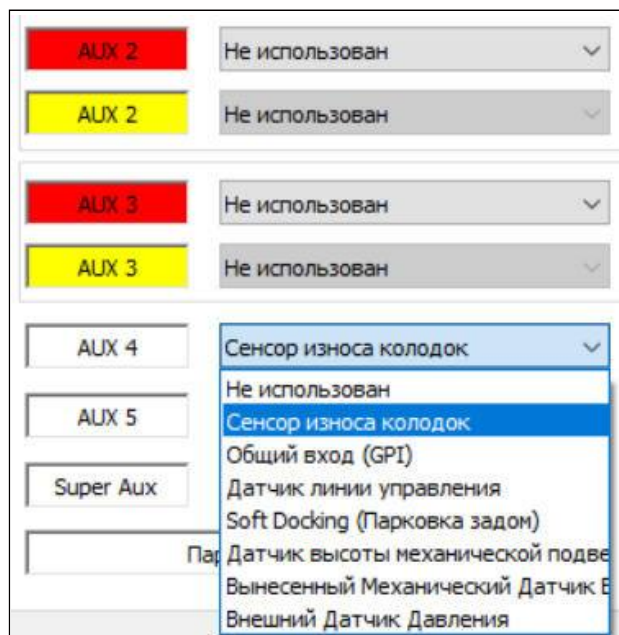 AUX 2 Не использован
AUX 2 Не использован
AUX 3 Не использован
AUX 3 Не использован
AUX 4 Сенсор износа колодок
Не использован
AUX 5 Сенсор износа колодок
Общий вход (GPI)
Super Aux Датчик линии управления
Soft Docking (Парковка задом)
Пар Датчик высоты механической подве
Вынесенный Механический Датчик
Внешний Датчик Давления